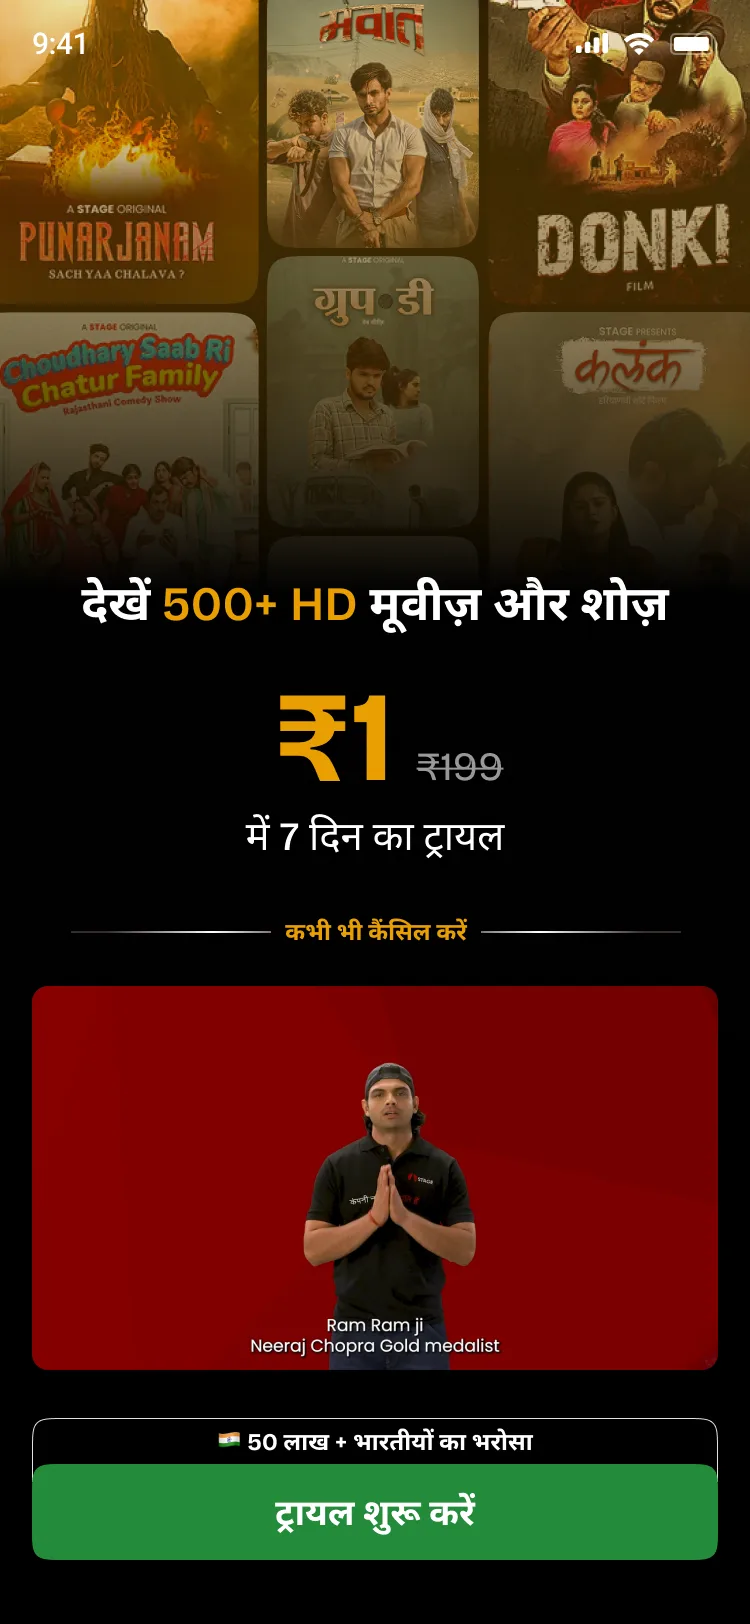 9:41
मेवात
A STAGE ORIGINAL
PUNARJANAM
SACH YAA CHALAVA ?
DONKI
FILM
A STAGE ORIGINAL
ग्रुप डी
A STAGE ORIGINAL
Choudhary Saab Ri
Chatur Family
Rajasthani Comedy Show
STAGE PRESENTS
कलंक
देखें 500+ HD मूवीज़ और शोज़
₹1 ₹199
में 7 दिन का ट्रायल
कभी भी कैंसिल करें
STAGE
कंपनी
Ram Ram ji
Neeraj Chopra Gold medalist
50 लाख + भारतीयों का भरोसा
ट्रायल शुरू करें